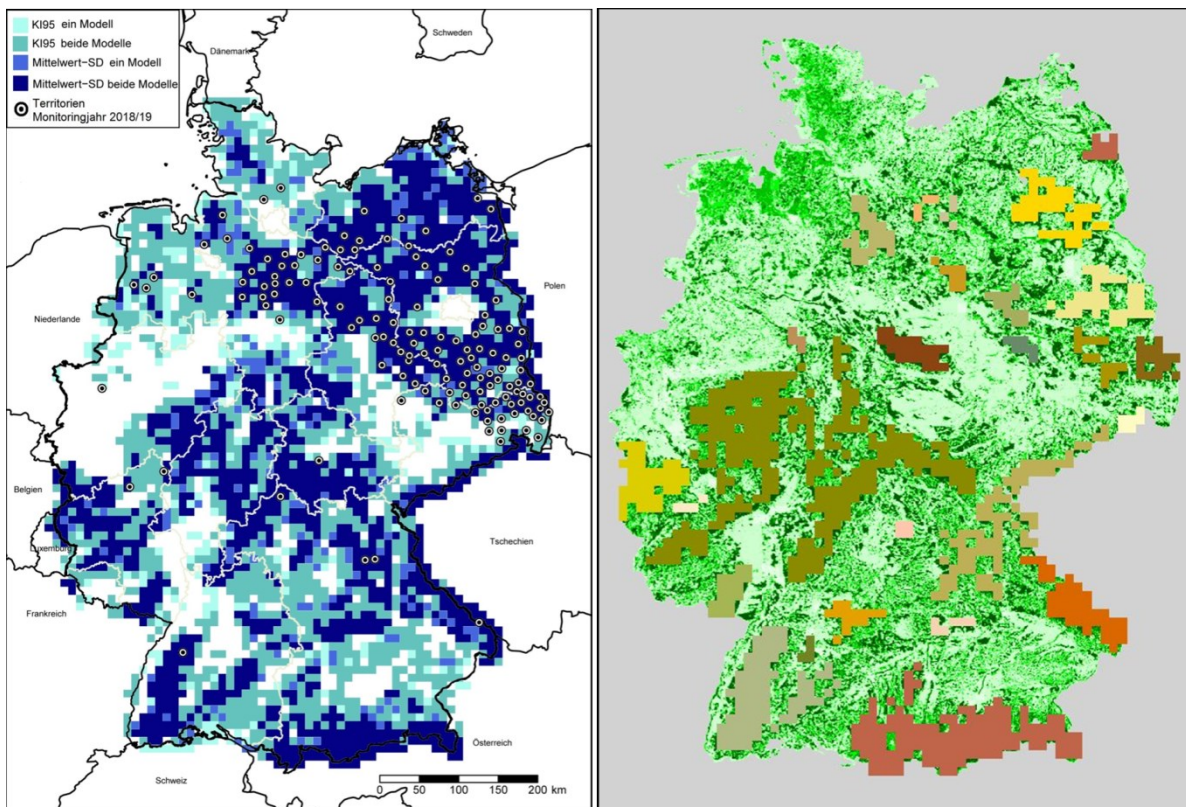 KI95 ein Modell
KI95 beide Modelle
Mittelwert−SD ein Modell
Mittelwert−SD beide Modelle
Territorien
Monitoringjahr 2018/19
Schweden
Dänemark
Polen
Niederlande
Belgien
Luxemburg
Tschechien
Frankreich
Österreich
Schweiz
0 50 100 150 200 km